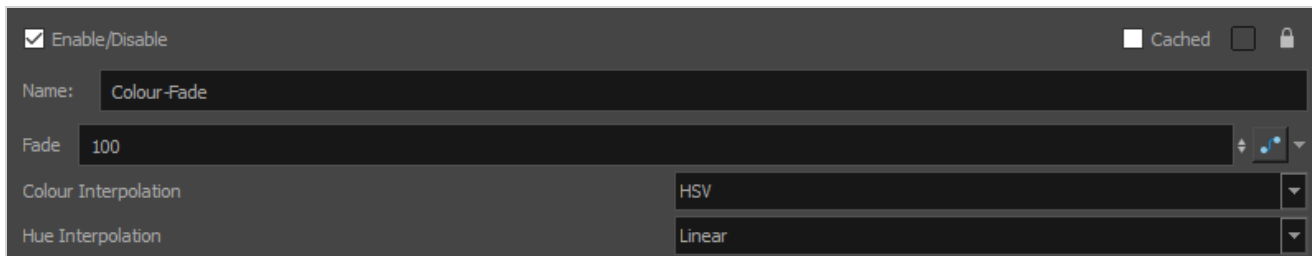 Enable/Disable Cached
Name: Colour-Fade
Fade 100
Colour Interpolation HSV
Hue Interpolation Linear